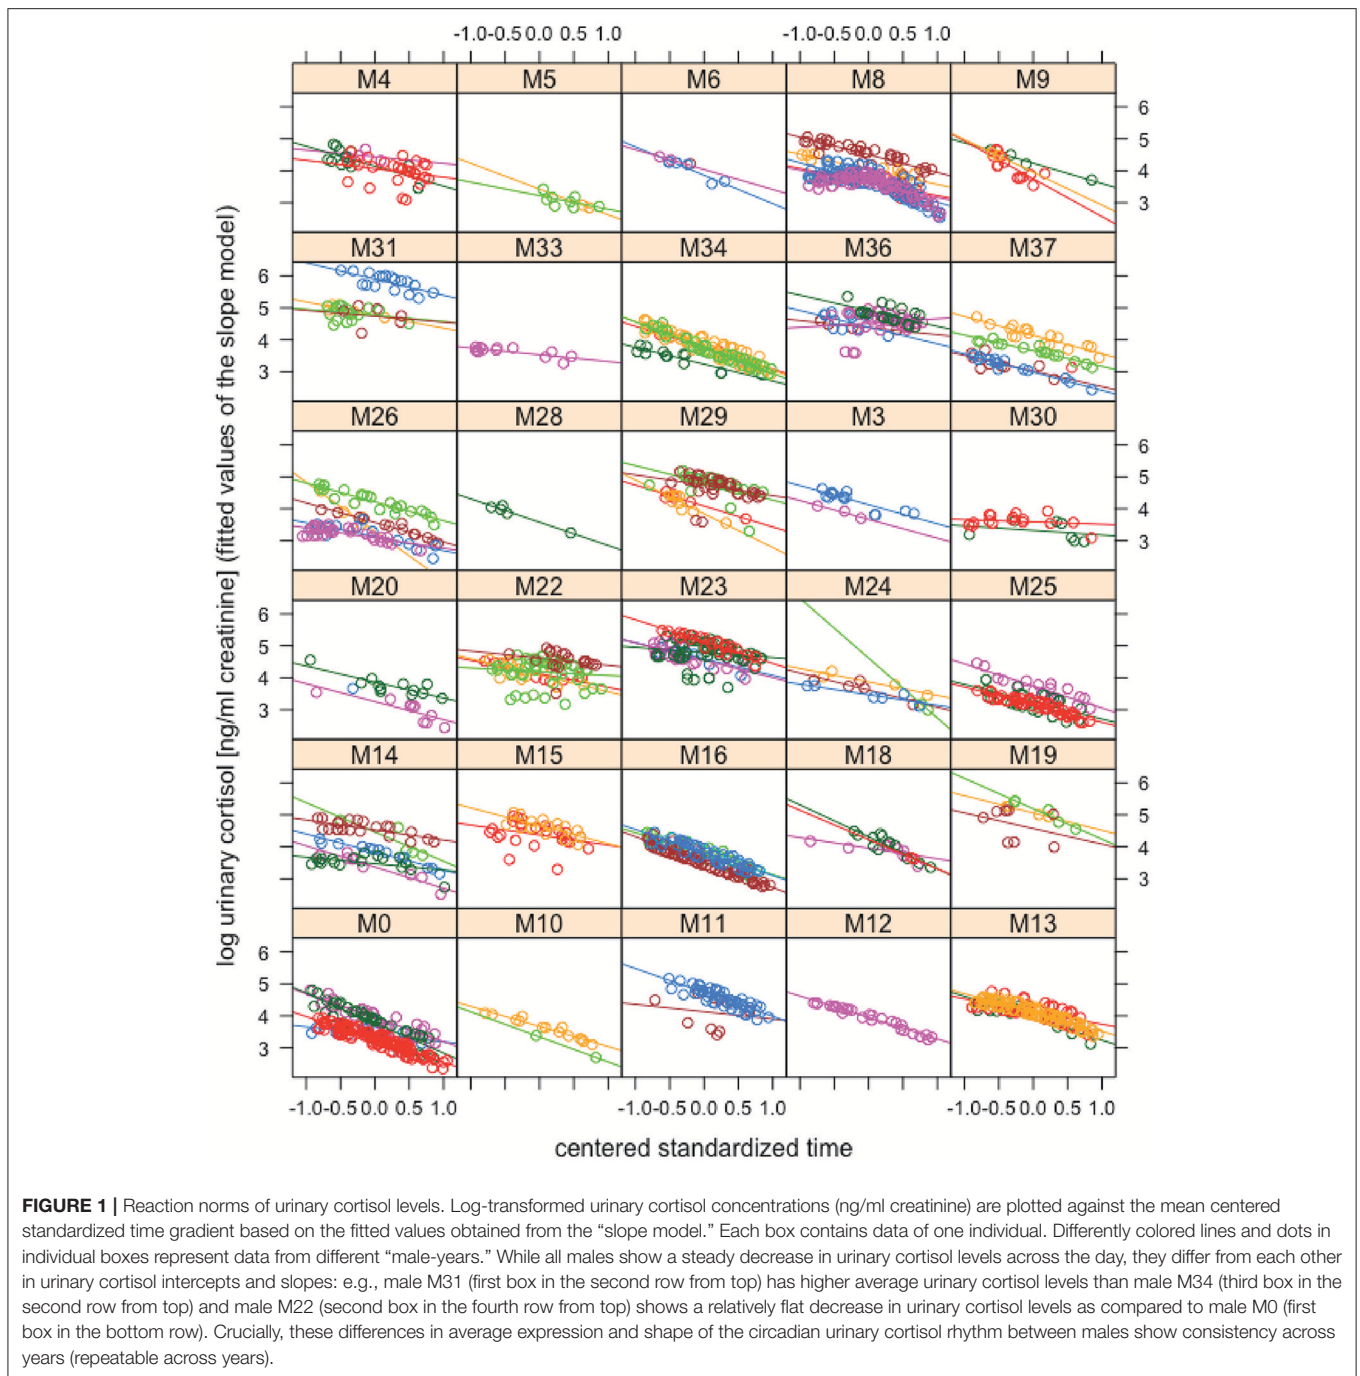 -1.0-0.5 0.0 0.5 1.0 -1.0-0.5 0.0 0.5 1.0
M4 M5 M6 M8 M9
6
5
4
3
M31 M33 M34 M36 M37
6
5
4
3
M26 M28 M29 M3 M30
6
5
4
3
M20 M22 M23 M24 M25
6
5
4
3
M14 M15 M16 M18 M19
6
5
4
3
M0 M10 M11 M12 M13
6
5
4
3
-1.0-0.5 0.0 0.5 1.0 -1.0-0.5 0.0 0.5 1.0 -1.0-0.5 0.0 0.5 1.0
log urinary cortisol [ng/ml creatinine] (fitted values of the slope model)
centered standardized time
FIGURE 1 | Reaction norms of urinary cortisol levels. Log-transformed urinary cortisol concentrations (ng/ml creatinine) are plotted against the mean centered
standardized time gradient based on the fitted values obtained from the “slope model.” Each box contains data of one individual. Differently colored lines and dots in
individual boxes represent data from different “male-years.” While all males show a steady decrease in urinary cortisol levels across the day, they differ from each other
in urinary cortisol intercepts and slopes: e.g., male M31 (first box in the second row from top) has higher average urinary cortisol levels than male M34 (third box in the
second row from top) and male M22 (second box in the fourth row from top) shows a relatively flat decrease in urinary cortisol levels as compared to male M0 (first
box in the bottom row). Crucially, these differences in average expression and shape of the circadian urinary cortisol rhythm between males show consistency across
years (repeatable across years).